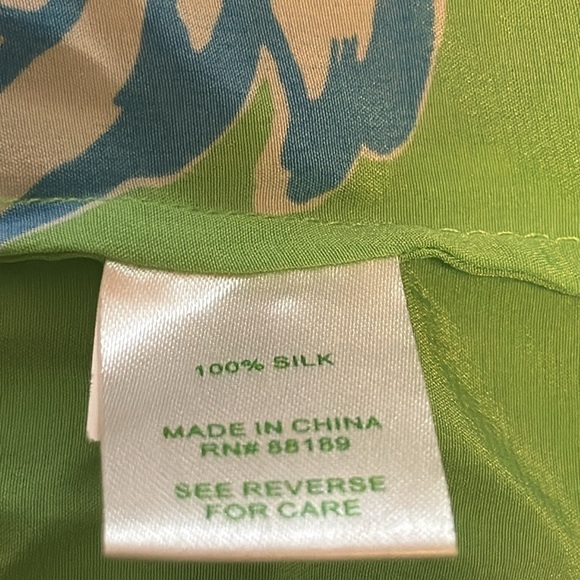 100% SILK
MADE IN CHINA
RN# 88189
SEE REVERSE
FOR CARE